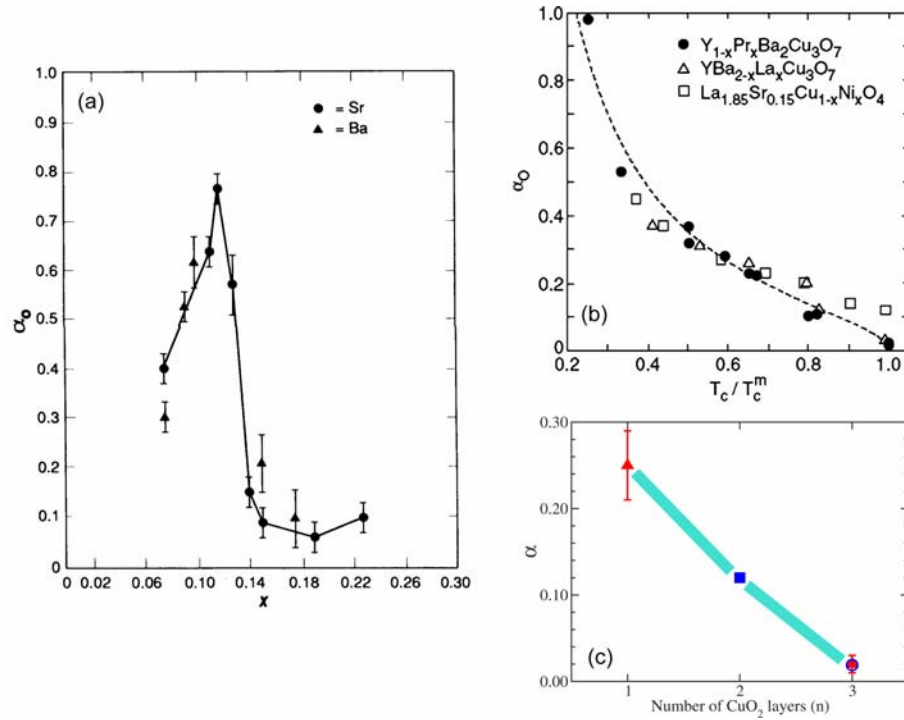 (a)
● = Sr
▲ = Ba
1.0
0.9
0.8
0.7
0.6
0.5
0.4
0.3
0.2
0.1
0
αo
0 0.02 0.06 0.10 0.14 0.18 0.22 0.26 0.30
x
1.0
0.8
0.6
0.4
0.2
0
αO
● Y1-xPrxBa2Cu3O7
△ YBa2-xLaxCu3O7
□ La1.85Sr0.15Cu1-xNixO4
(b)
0.2 0.4 0.6 0.8 1.0
Tc / Tcm
0.30
0.20
0.10
0.00
α
(c)
1 2 3
Number of CuO2 layers (n)